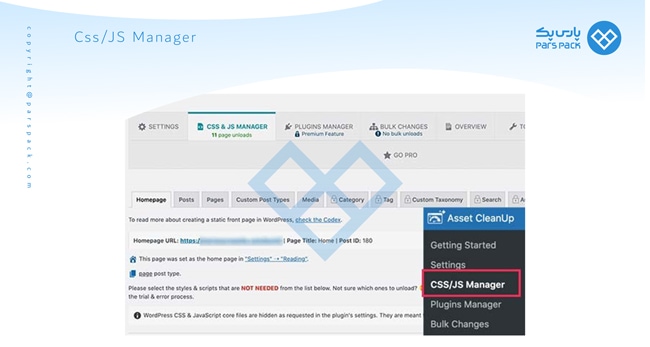 copyright@parspack.com
Css/JS Manager
پارس پک
PARS PACK
SETTINGS
CSS & JS MANAGER
11 page unloads
PLUGINS MANAGER
Premium Feature
BULK CHANGES
No bulk unloads
OVERVIEW
GO PRO
Homepage
Posts
Pages
Custom Post Types
Media
Category
Tag
Custom Taxonomy
Search
To read more about creating a static front page in WordPress, check the Codex.
Homepage URL: https:/ | Page Title: Home | Post ID: 180
This page was set as the home page in "Settings" → "Reading".
page post type.
Please select the styles & scripts that are NOT NEEDED from the list below. Not sure which ones to unload?
the trial & error process.
WordPress CSS & JavaScript core files are hidden as requested in the plugin's settings. They are meant
Asset CleanUp
Getting Started
Settings
CSS/JS Manager
Plugins Manager
Bulk Changes